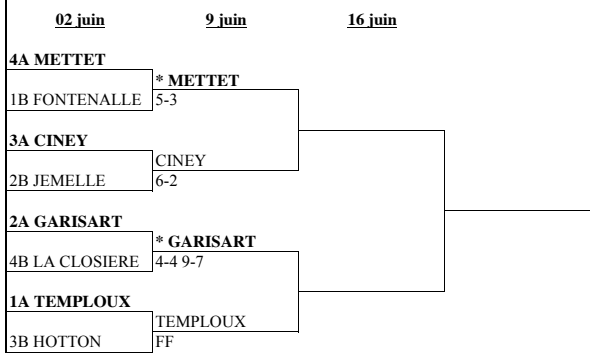 02 juin 9 juin 16 juin
4A METTET
* METTET
1B FONTENALLE 5-3
3A CINEY
CINEY
2B JEMELLE 6-2
2A GARISART
* GARISART
4B LA CLOSIERE 4-4 9-7
1A TEMPLOUX
TEMPLOUX
3B HOTTON FF